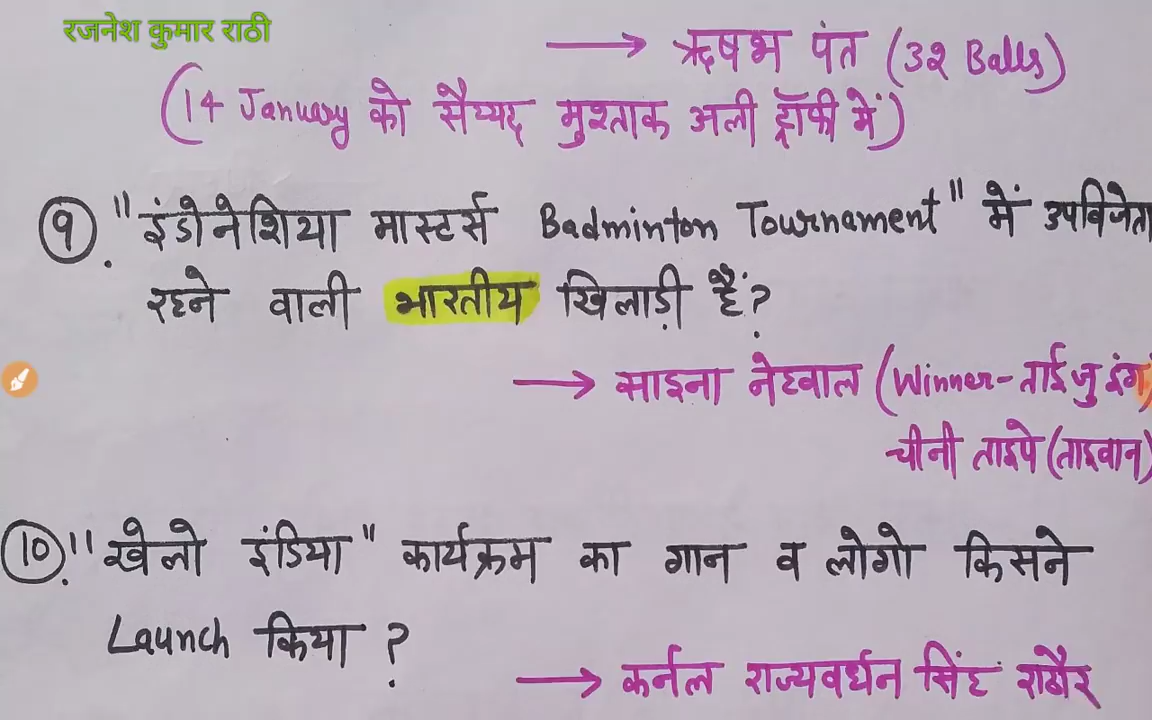 रजनेश कुमार राठी
→ ऋषभ पंत (32 Balls)
(14 January को सैय्यद मुश्ताक अली ट्रॉफी में)
9. "इंडोनेशिया मास्टर्स Badminton Tournament" में उपविजेता
रहने वाली भारतीय खिलाड़ी हैं?
→ साइना नेहवाल (Winner- ताई जु इंग)
चीनी ताइपे (ताइवान)
10. "खेलो इंडिया" कार्यक्रम का गान व लोगो किसने
Launch किया ?
→ कर्नल राज्यवर्धन सिंह राठौर